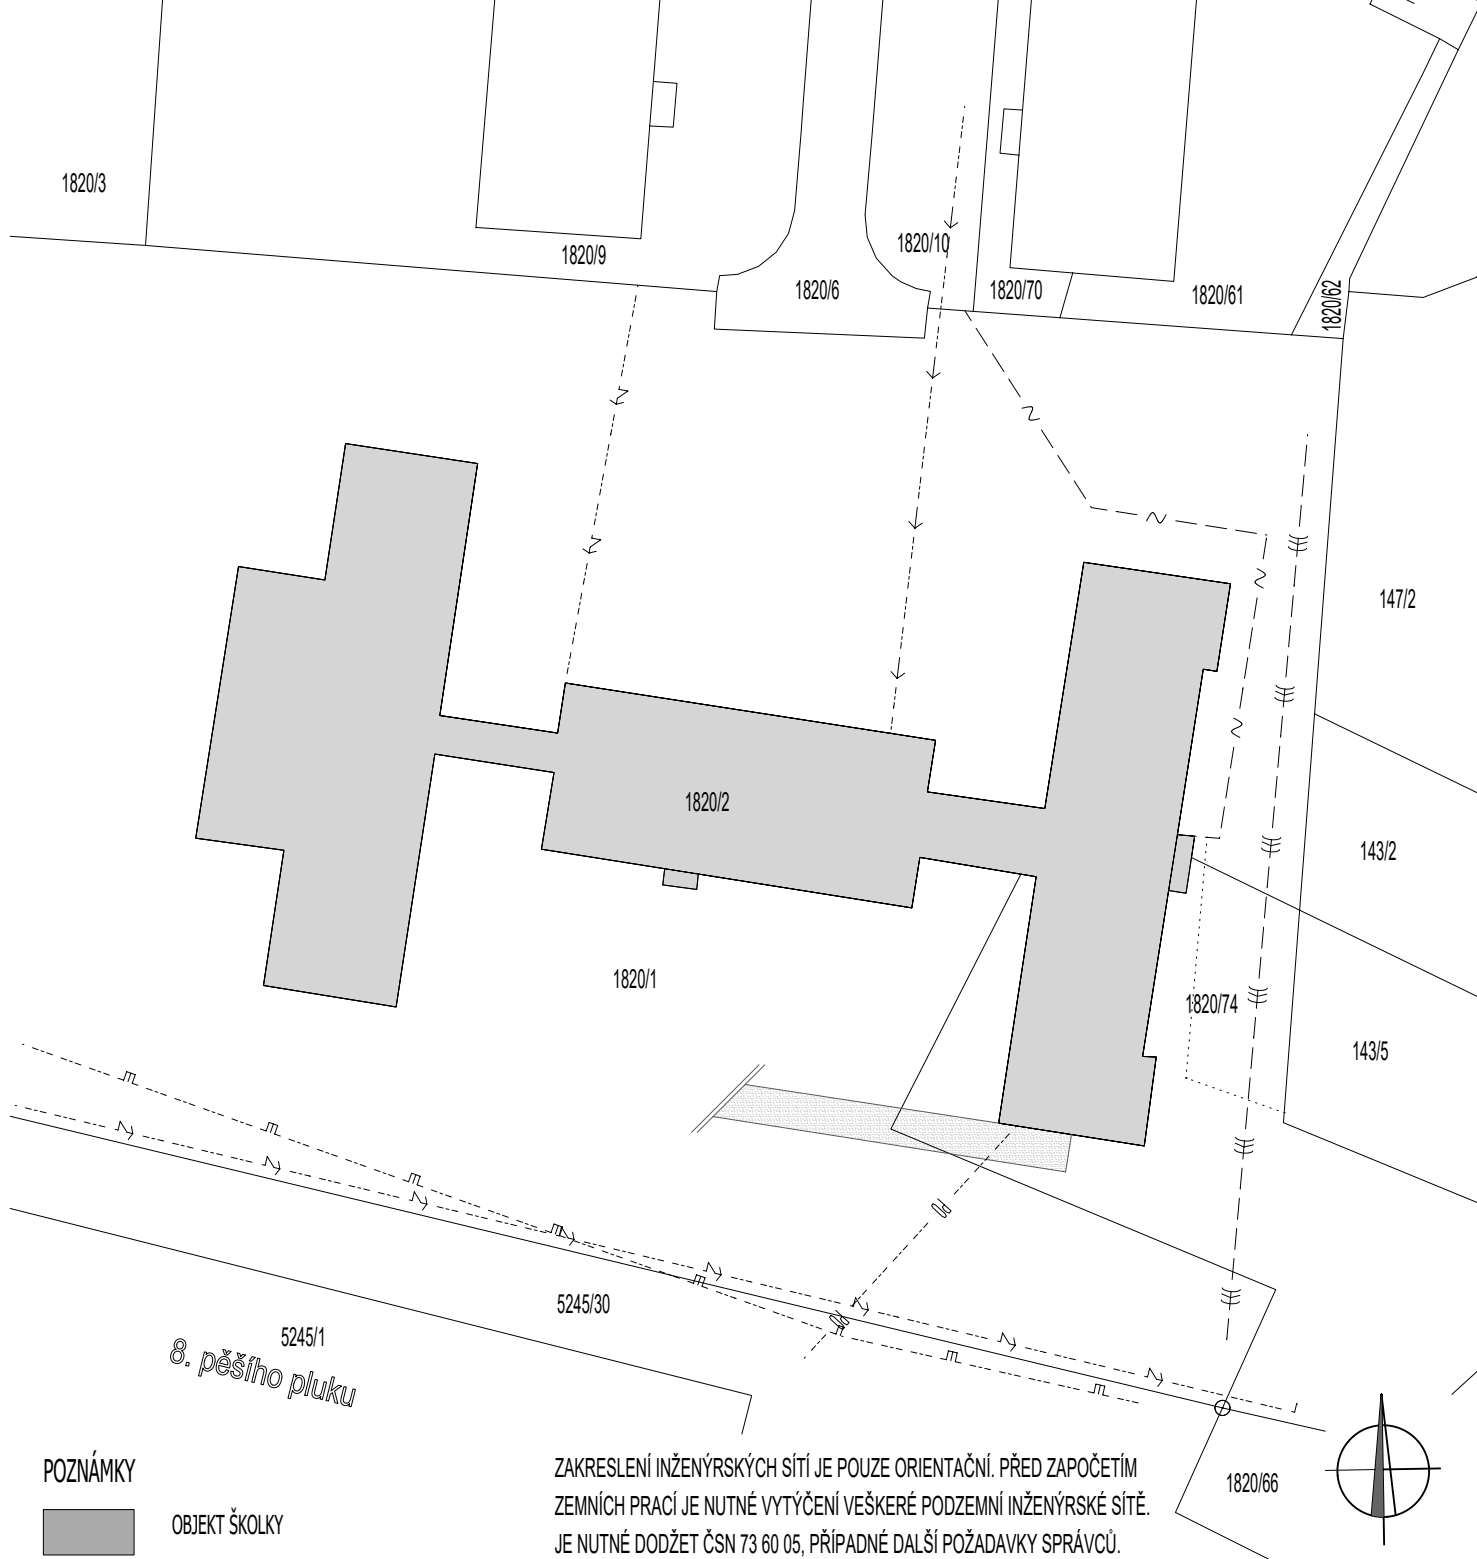 1820/3
1820/9
1820/6
1820/10
1820/70
1820/61
1820/62
147/2
143/2
1820/2
1820/1
1820/74
143/5
PO
PO
5245/30
5245/1
8. pěšího pluku
1820/66
POZNÁMKY
OBJEKT ŠKOLKY
ZAKRESLENÍ INŽENÝRSKÝCH SÍTÍ JE POUZE ORIENTAČNÍ. PŘED ZAPOČETÍM
ZEMNÍCH PRACÍ JE NUTNÉ VYTÝČENÍ VEŠKERÉ PODZEMNÍ INŽENÝRSKÉ SÍTĚ.
JE NUTNÉ DODŽET ČSN 73 60 05, PŘÍPADNÉ DALŠÍ POŽADAVKY SPRÁVCŮ.